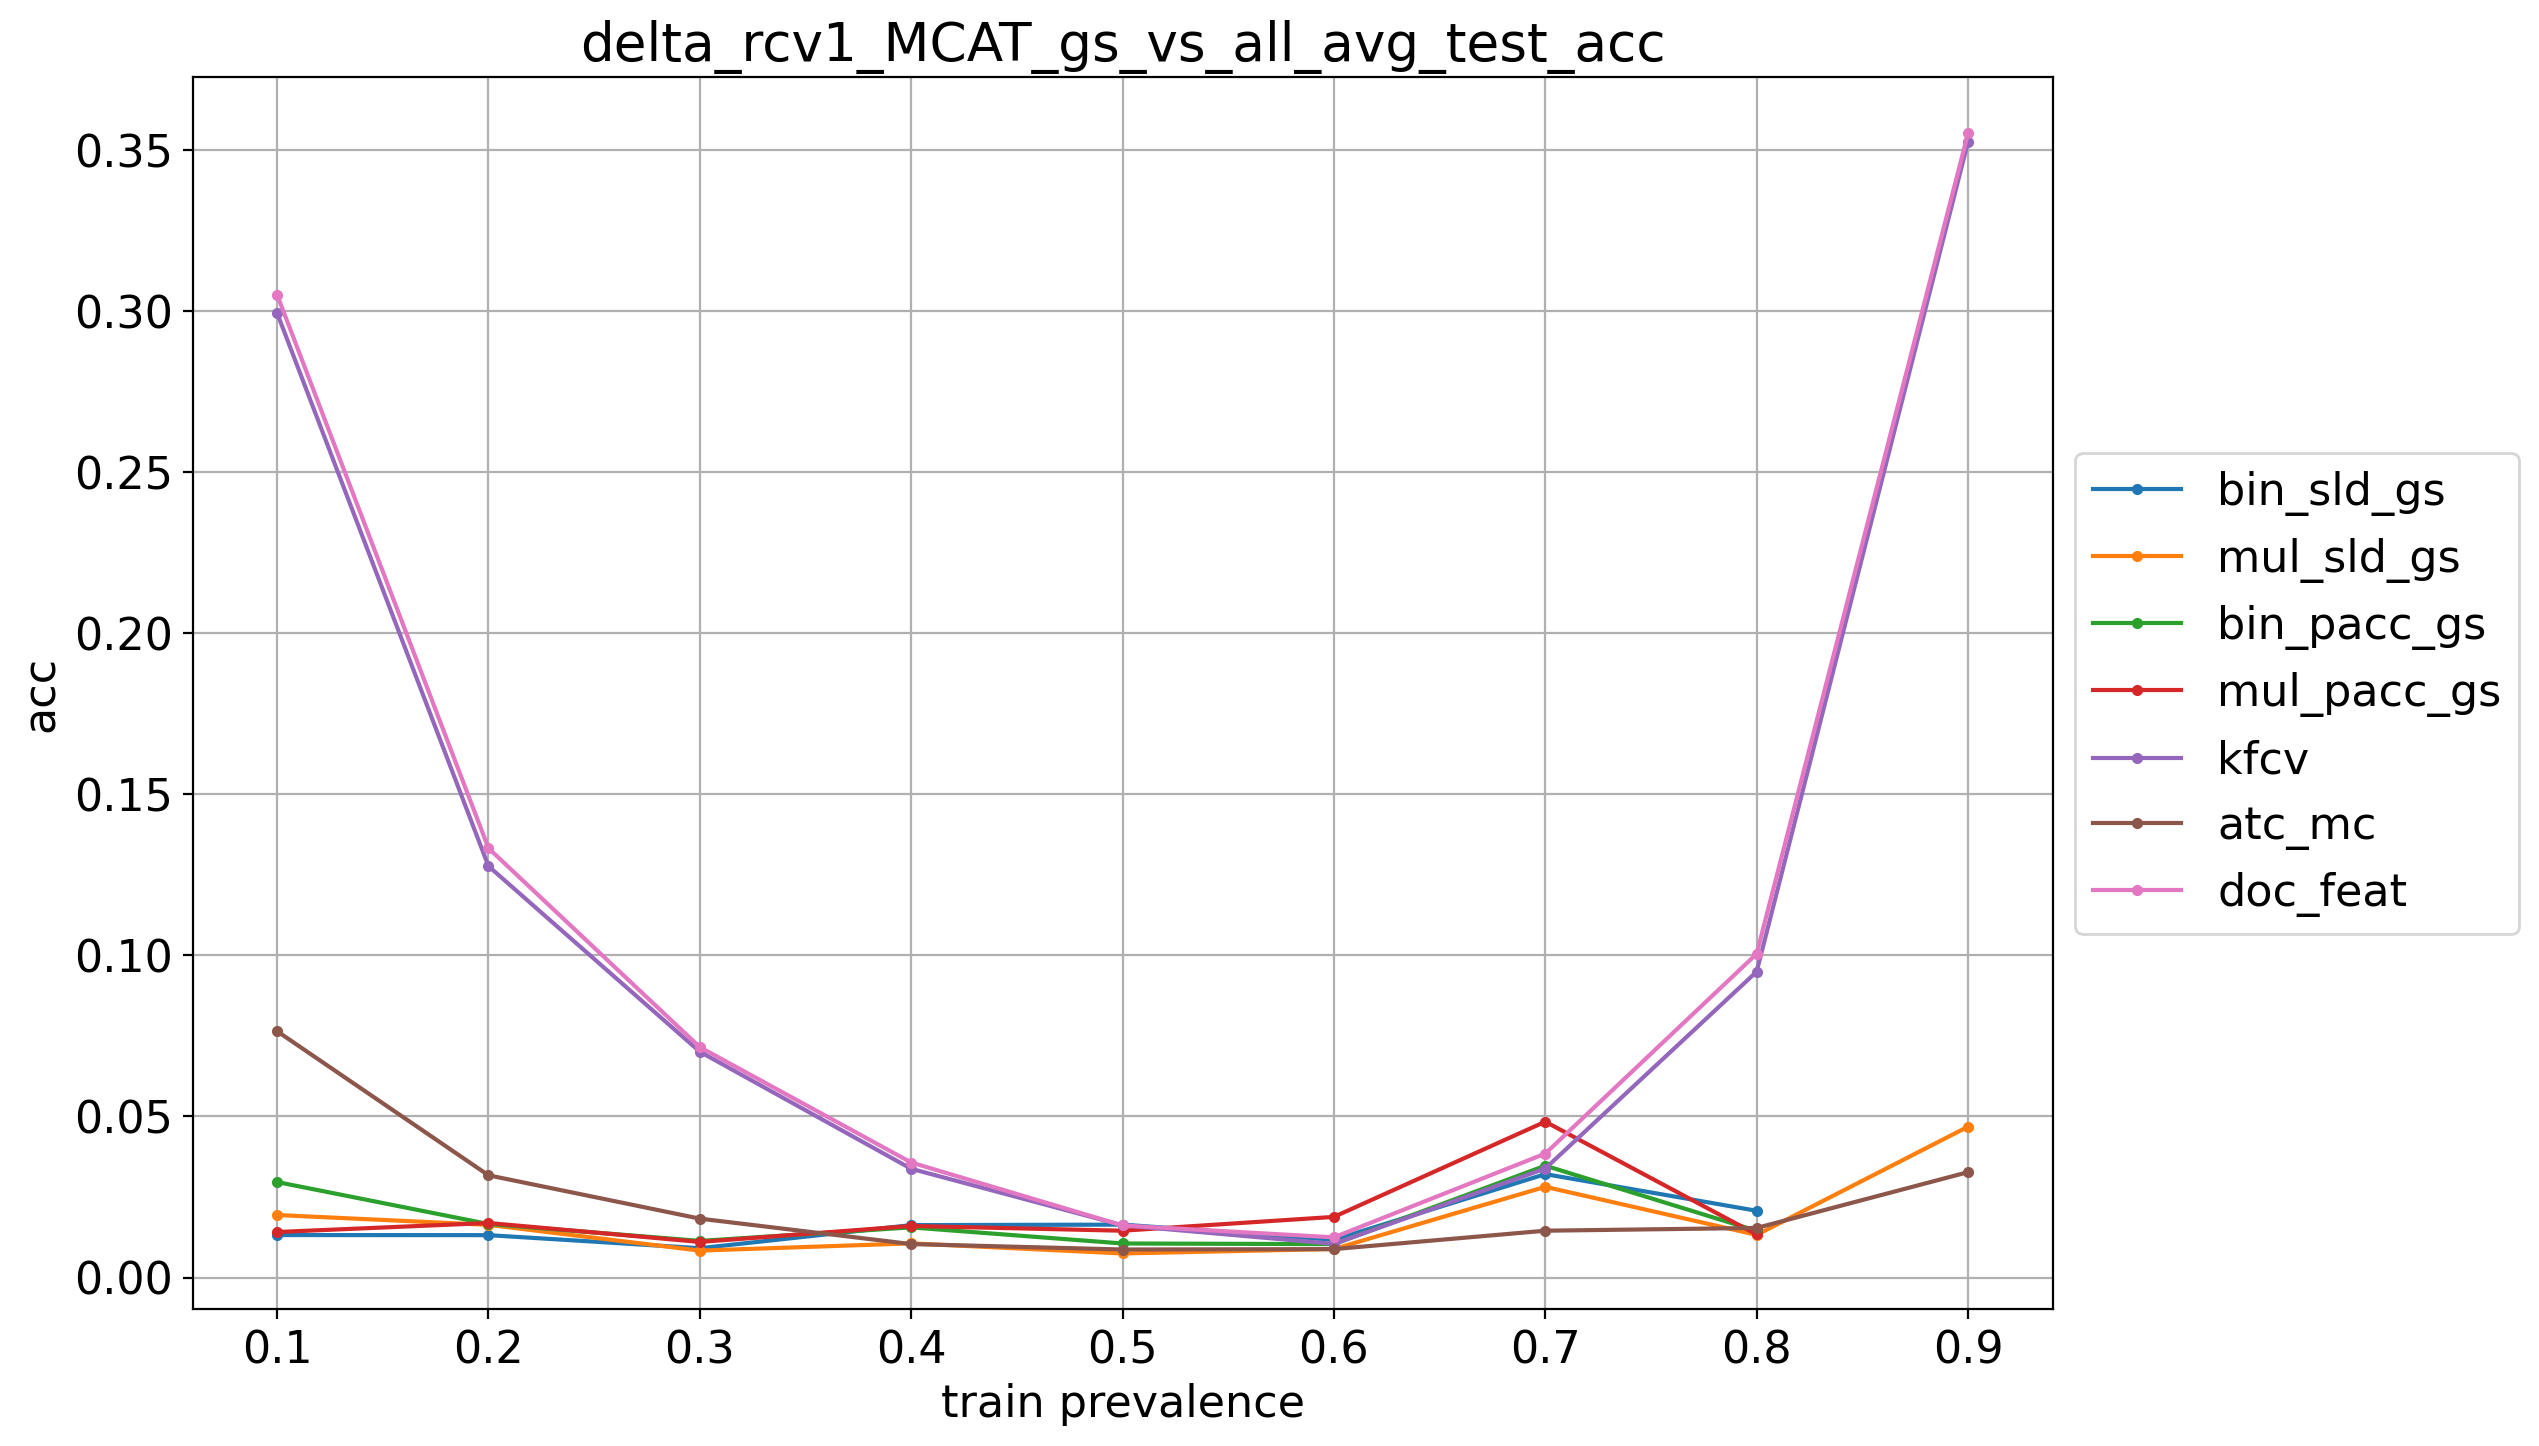 delta_rcv1_MCAT_gs_vs_all_avg_test_acc
0.35
0.30
0.25
0.20
0.15
0.10
0.05
0.00
acc
0.1 0.2 0.3 0.4 0.5 0.6 0.7 0.8 0.9
train prevalence
bin_sld_gs
mul_sld_gs
bin_pacc_gs
mul_pacc_gs
kfcv
atc_mc
doc_feat